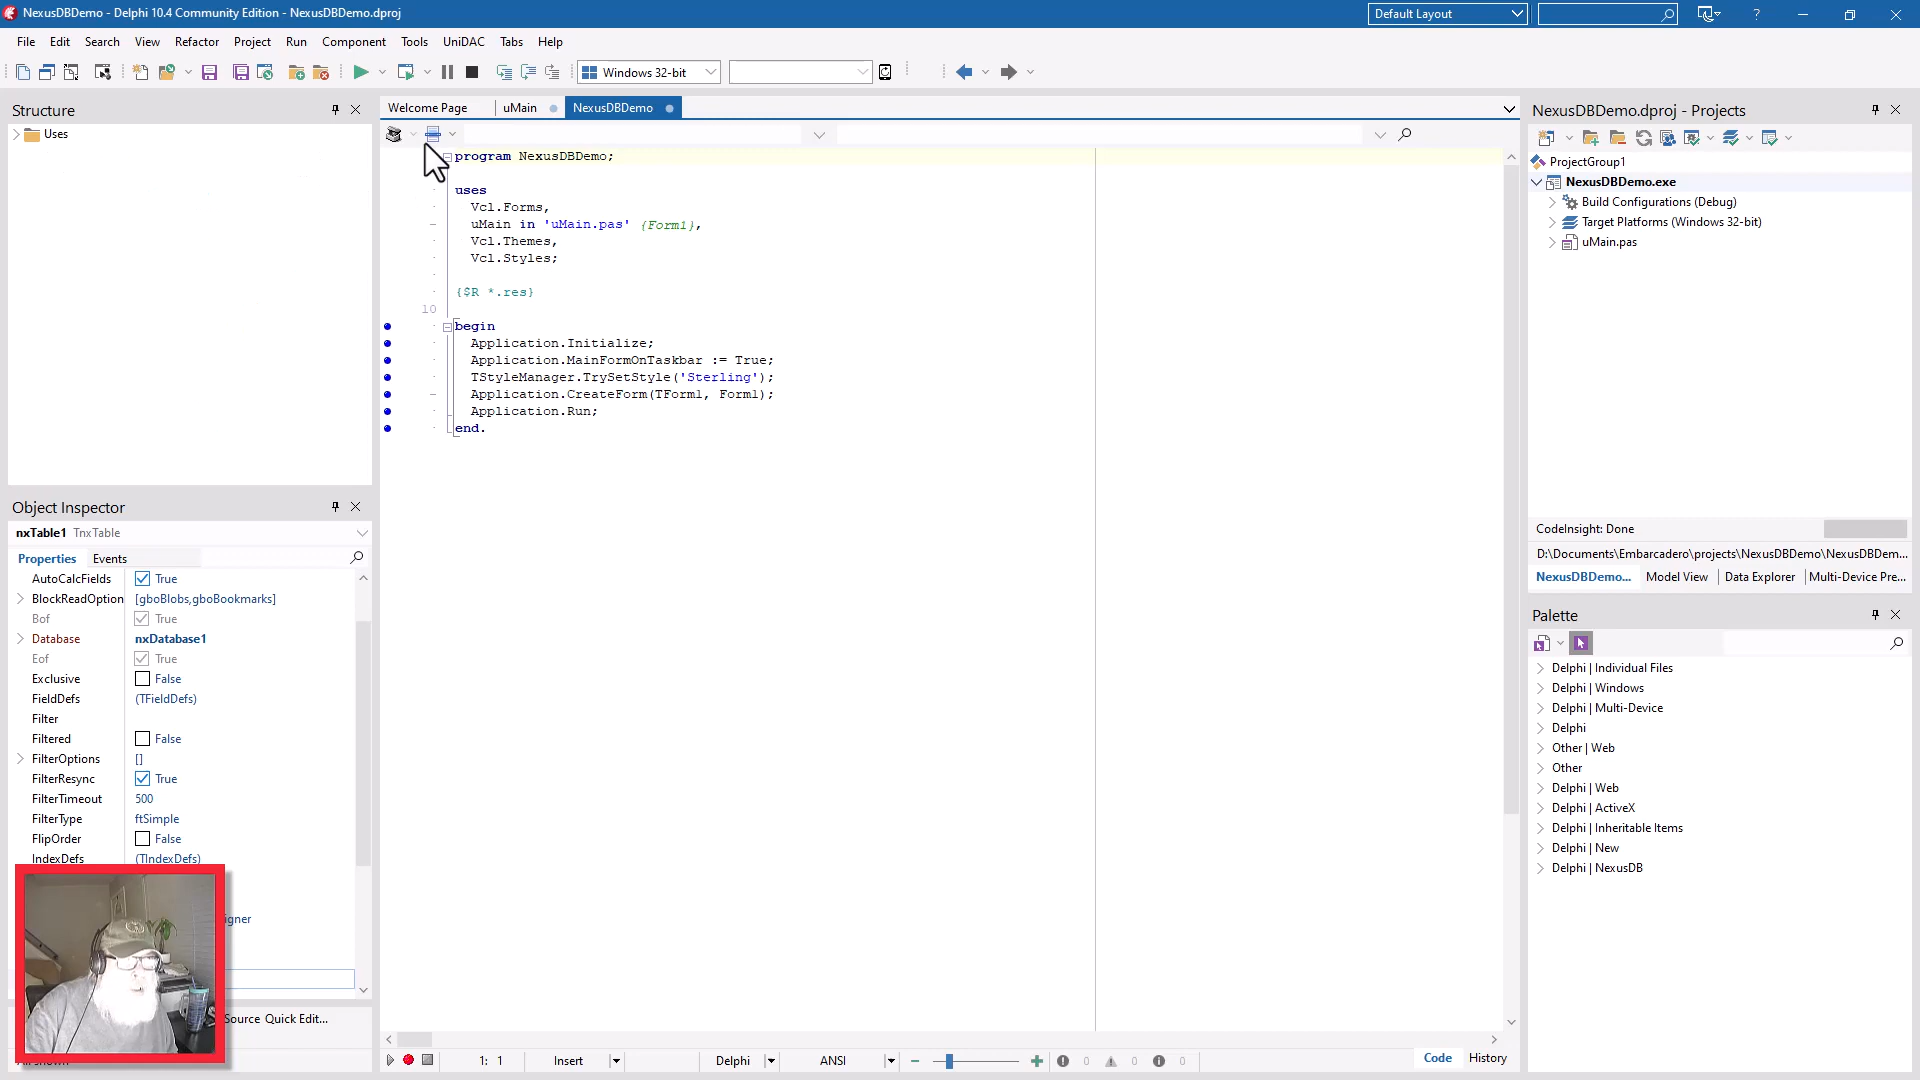 NexusDBDemo - Delphi 10.4 Community Edition - NexusDBDemo.dproj
Default Layout
File Edit Search View Refactor Project Run Component Tools UniDAC Tabs Help
Windows 32-bit
Structure
Uses
Welcome Page uMain NexusDBDemo
program NexusDBDemo;
uses
Vcl.Forms,
uMain in 'uMain.pas' {Form1},
Vcl.Themes,
Vcl.Styles;
{$R *.res}
10
begin
Application.Initialize;
Application.MainFormOnTaskbar := True;
TStyleManager.TrySetStyle('Sterling');
Application.CreateForm(TForm1, Form1);
Application.Run;
end.
Object Inspector
nxTable1 TnxTable
Properties Events
AutoCalcFields True
BlockReadOption [gboBlobs,gboBookmarks]
Bof True
Database nxDatabase1
Eof True
Exclusive False
FieldDefs (TFieldDefs)
Filter
Filtered False
FilterOptions []
FilterResync True
FilterTimeout 500
FilterType ftSimple
FlipOrder False
IndexDefs (TIndexDefs)
igner
Source Quick Edit...
1: 1 Insert Delphi ANSI 0 0 0 Code History
NexusDBDemo.dproj - Projects
ProjectGroup1
NexusDBDemo.exe
Build Configurations (Debug)
Target Platforms (Windows 32-bit)
uMain.pas
CodeInsight: Done
D:\Documents\Embarcadero\projects\NexusDBDemo\NexusDBDem...
NexusDBDemo... Model View Data Explorer Multi-Device Pre...
Palette
Delphi | Individual Files
Delphi | Windows
Delphi | Multi-Device
Delphi
Other | Web
Other
Delphi | Web
Delphi | ActiveX
Delphi | Inheritable Items
Delphi | New
Delphi | NexusDB